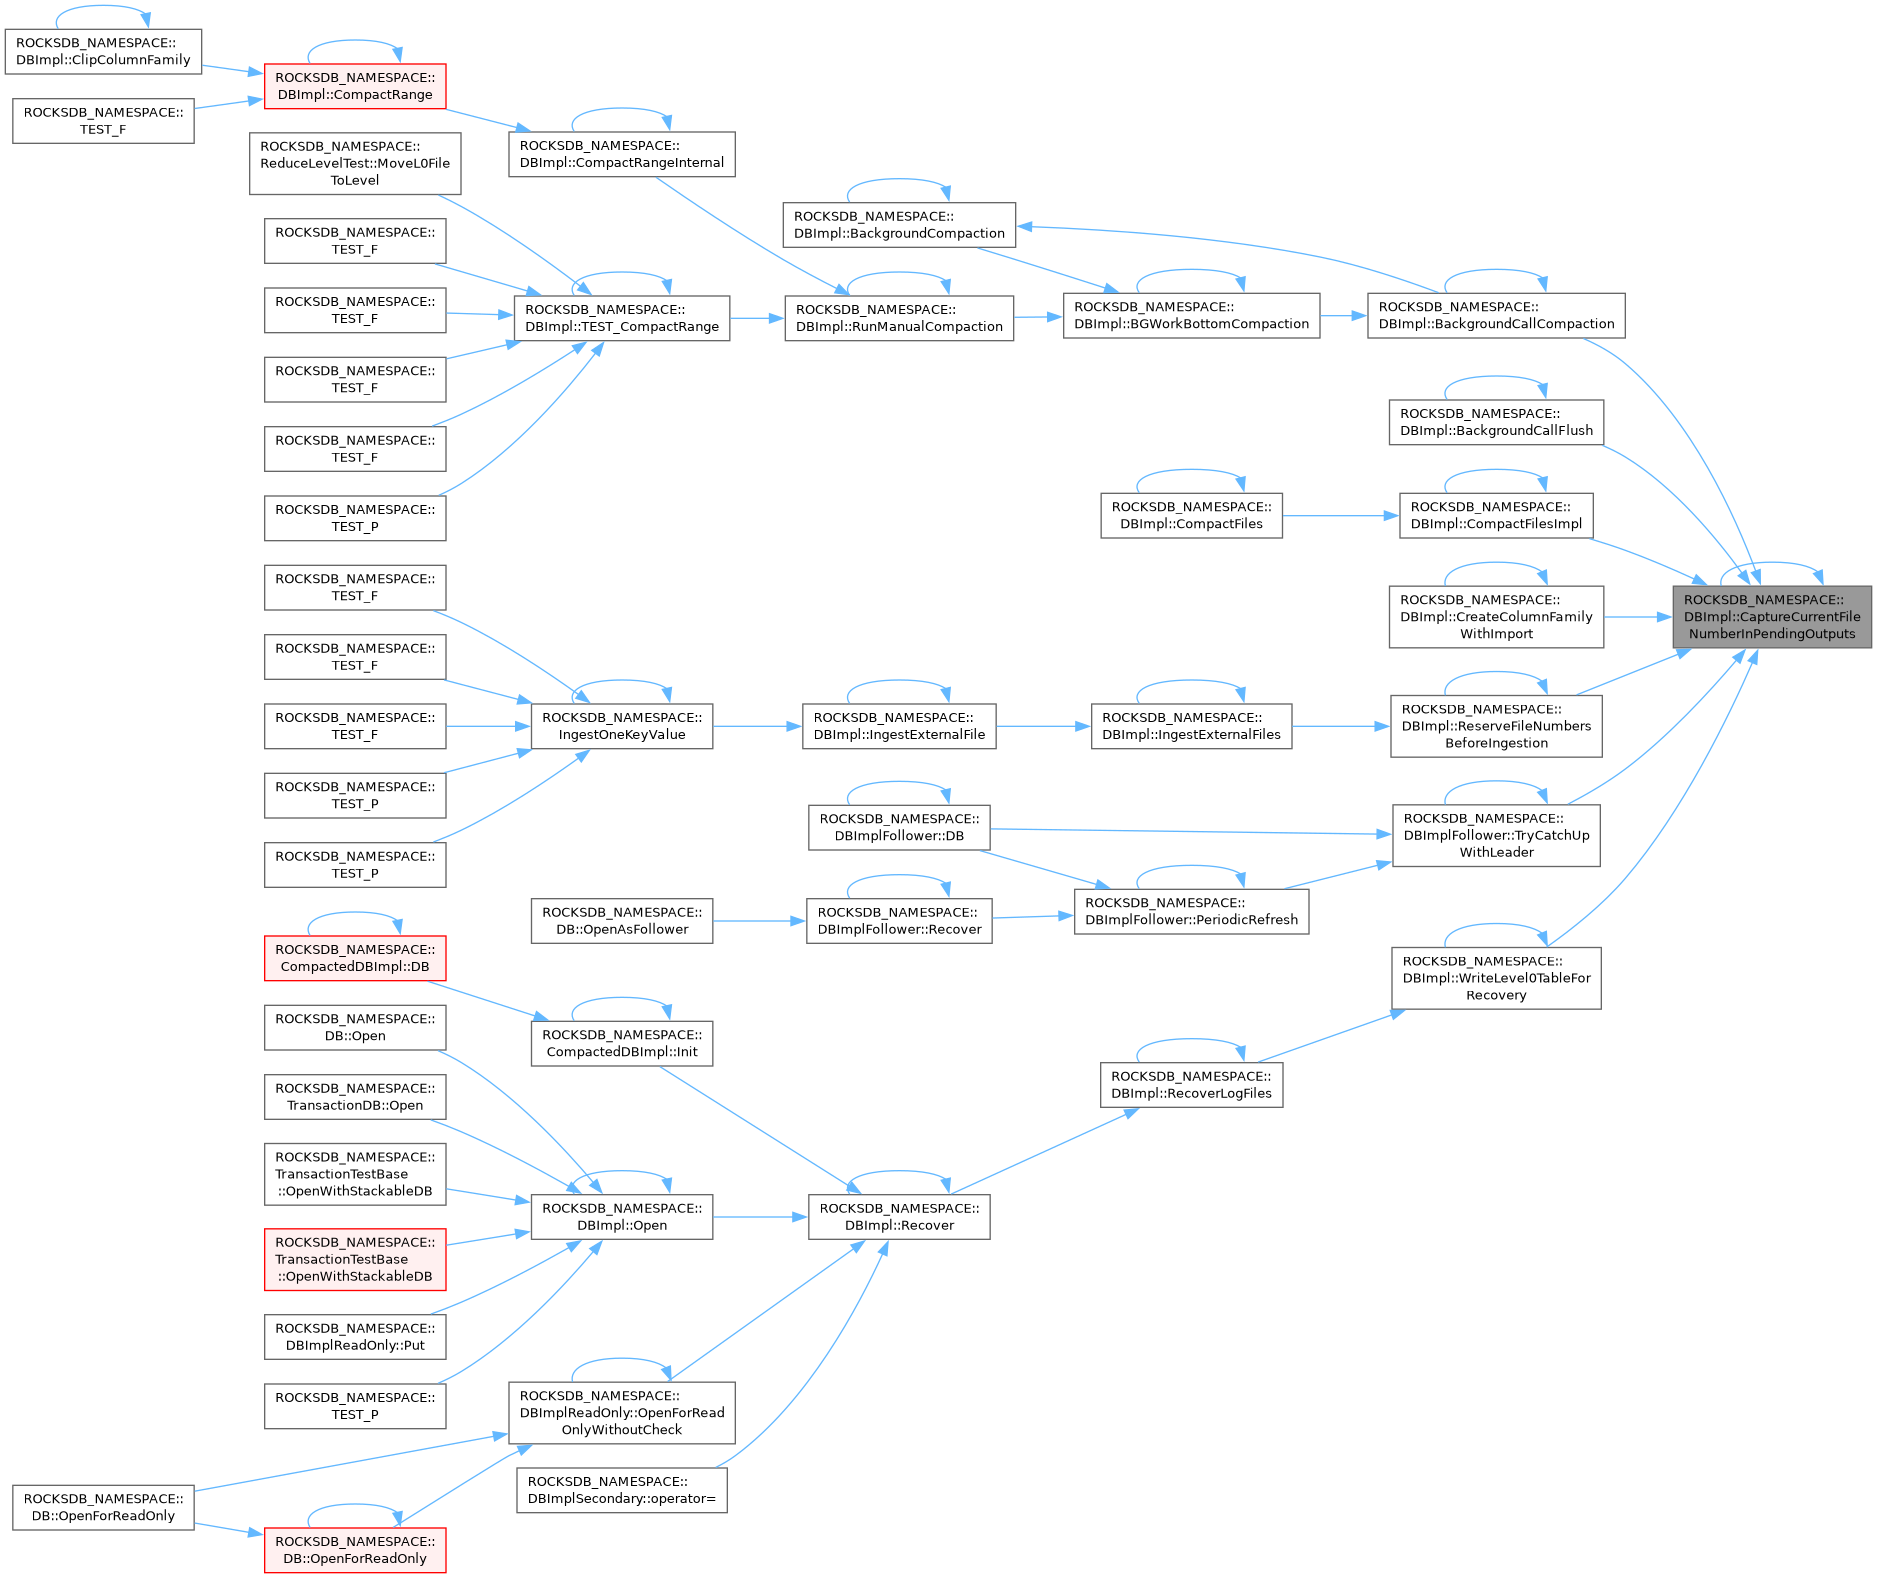 ROCKSDB_NAMESPACE::
DBImpl::ClipColumnFamily
ROCKSDB_NAMESPACE::
TEST_F
ROCKSDB_NAMESPACE::
DBImpl::CompactRange
ROCKSDB_NAMESPACE::
ReduceLevelTest::MoveL0File
ToLevel
ROCKSDB_NAMESPACE::
TEST_F
ROCKSDB_NAMESPACE::
TEST_F
ROCKSDB_NAMESPACE::
TEST_F
ROCKSDB_NAMESPACE::
TEST_F
ROCKSDB_NAMESPACE::
TEST_P
ROCKSDB_NAMESPACE::
DBImpl::CompactRangeInternal
ROCKSDB_NAMESPACE::
DBImpl::TEST_CompactRange
ROCKSDB_NAMESPACE::
DBImpl::BackgroundCompaction
ROCKSDB_NAMESPACE::
DBImpl::RunManualCompaction
ROCKSDB_NAMESPACE::
DBImpl::BGWorkBottomCompaction
ROCKSDB_NAMESPACE::
DBImpl::BackgroundCallCompaction
ROCKSDB_NAMESPACE::
DBImpl::BackgroundCallFlush
ROCKSDB_NAMESPACE::
DBImpl::CompactFiles
ROCKSDB_NAMESPACE::
DBImpl::CompactFilesImpl
ROCKSDB_NAMESPACE::
DBImpl::CreateColumnFamily
WithImport
ROCKSDB_NAMESPACE::
DBImpl::CaptureCurrentFile
NumberInPendingOutputs
ROCKSDB_NAMESPACE::
TEST_F
ROCKSDB_NAMESPACE::
TEST_F
ROCKSDB_NAMESPACE::
TEST_F
ROCKSDB_NAMESPACE::
TEST_P
ROCKSDB_NAMESPACE::
TEST_P
ROCKSDB_NAMESPACE::
IngestOneKeyValue
ROCKSDB_NAMESPACE::
DBImpl::IngestExternalFile
ROCKSDB_NAMESPACE::
DBImpl::IngestExternalFiles
ROCKSDB_NAMESPACE::
DBImpl::ReserveFileNumbers
BeforeIngestion
ROCKSDB_NAMESPACE::
DBImplFollower::DB
ROCKSDB_NAMESPACE::
DBImplFollower::TryCatchUp
WithLeader
ROCKSDB_NAMESPACE::
DB::OpenAsFollower
ROCKSDB_NAMESPACE::
DBImplFollower::Recover
ROCKSDB_NAMESPACE::
DBImplFollower::PeriodicRefresh
ROCKSDB_NAMESPACE::
DBImpl::WriteLevel0TableFor
Recovery
ROCKSDB_NAMESPACE::
CompactedDBImpl::DB
ROCKSDB_NAMESPACE::
DB::Open
ROCKSDB_NAMESPACE::
TransactionDB::Open
ROCKSDB_NAMESPACE::
TransactionTestBase
::OpenWithStackableDB
ROCKSDB_NAMESPACE::
TransactionTestBase
::OpenWithStackableDB
ROCKSDB_NAMESPACE::
DBImplReadOnly::Put
ROCKSDB_NAMESPACE::
TEST_P
ROCKSDB_NAMESPACE::
CompactedDBImpl::Init
ROCKSDB_NAMESPACE::
DBImpl::Open
ROCKSDB_NAMESPACE::
DBImpl::Recover
ROCKSDB_NAMESPACE::
DBImpl::RecoverLogFiles
ROCKSDB_NAMESPACE::
DBImplReadOnly::OpenForRead
OnlyWithoutCheck
ROCKSDB_NAMESPACE::
DBImplSecondary::operator=
ROCKSDB_NAMESPACE::
DB::OpenForReadOnly
ROCKSDB_NAMESPACE::
DB::OpenForReadOnly